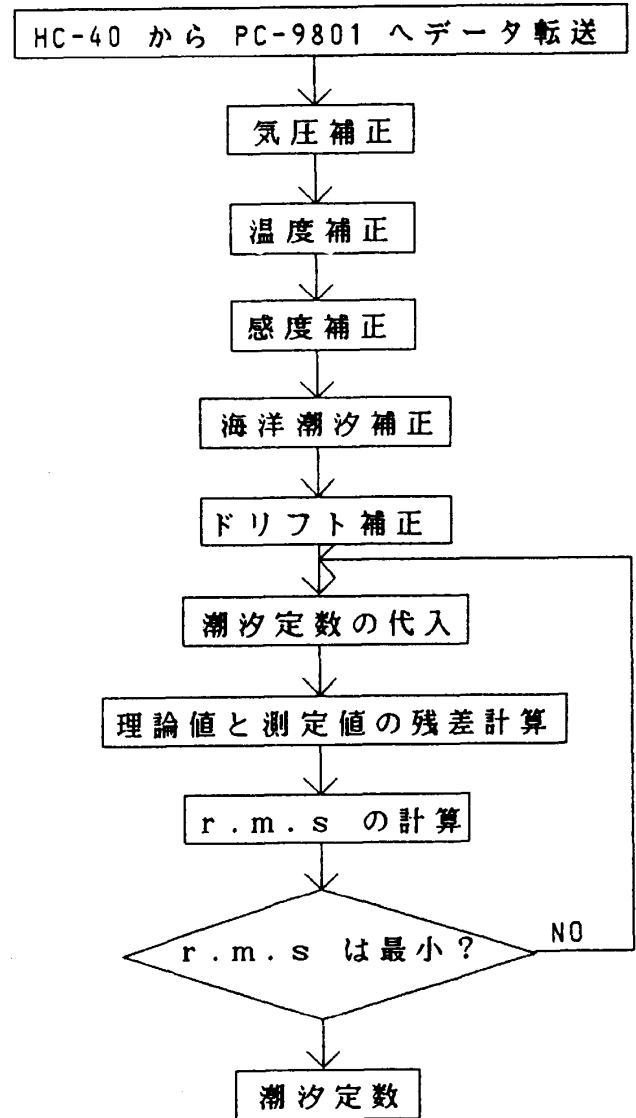 HC-40 から PC-9801 へデータ転送
気圧補正
温度補正
感度補正
海洋潮汐補正
ドリフト補正
潮汐定数の代入
理論値と測定値の残差計算
r.m.s の計算
r.m.s は最小?
NO
潮汐定数